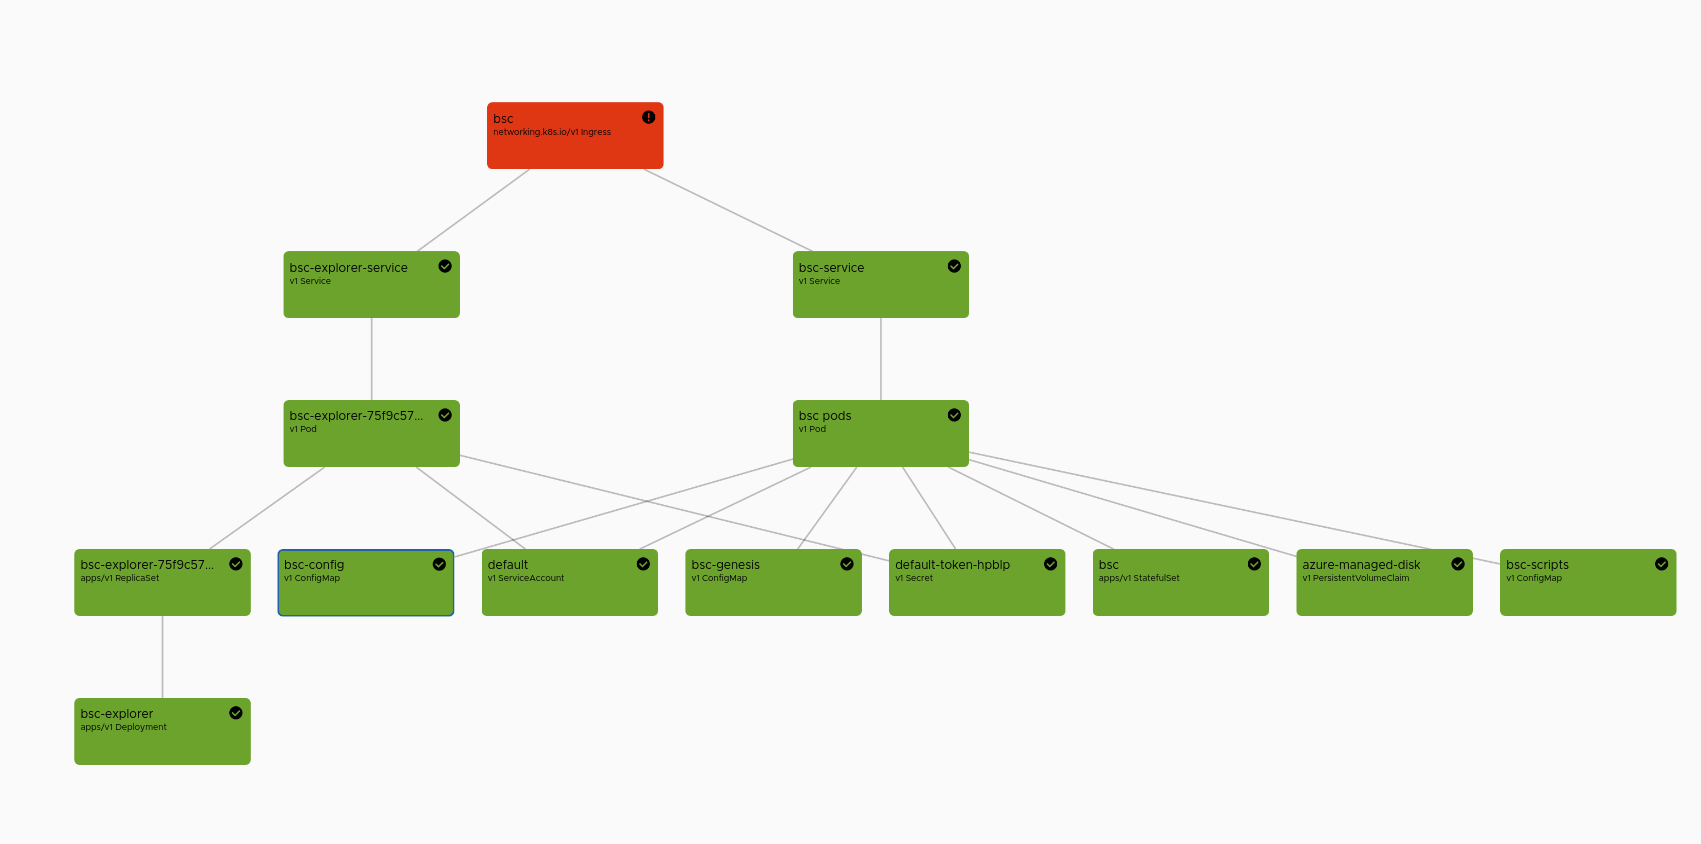 bsc
networking.k8s.io/v1 Ingress
bsc-explorer-service
v1 Service
bsc-service
v1 Service
bsc-explorer-75f9c57...
v1 Pod
bsc pods
v1 Pod
bsc-explorer-75f9c57...
apps/v1 ReplicaSet
bsc-config
v1 ConfigMap
default
v1 ServiceAccount
bsc-genesis
v1 ConfigMap
default-token-hpblp
v1 Secret
bsc
apps/v1 StatefulSet
azure-managed-disk
v1 PersistentVolumeClaim
bsc-scripts
v1 ConfigMap
bsc-explorer
apps/v1 Deployment